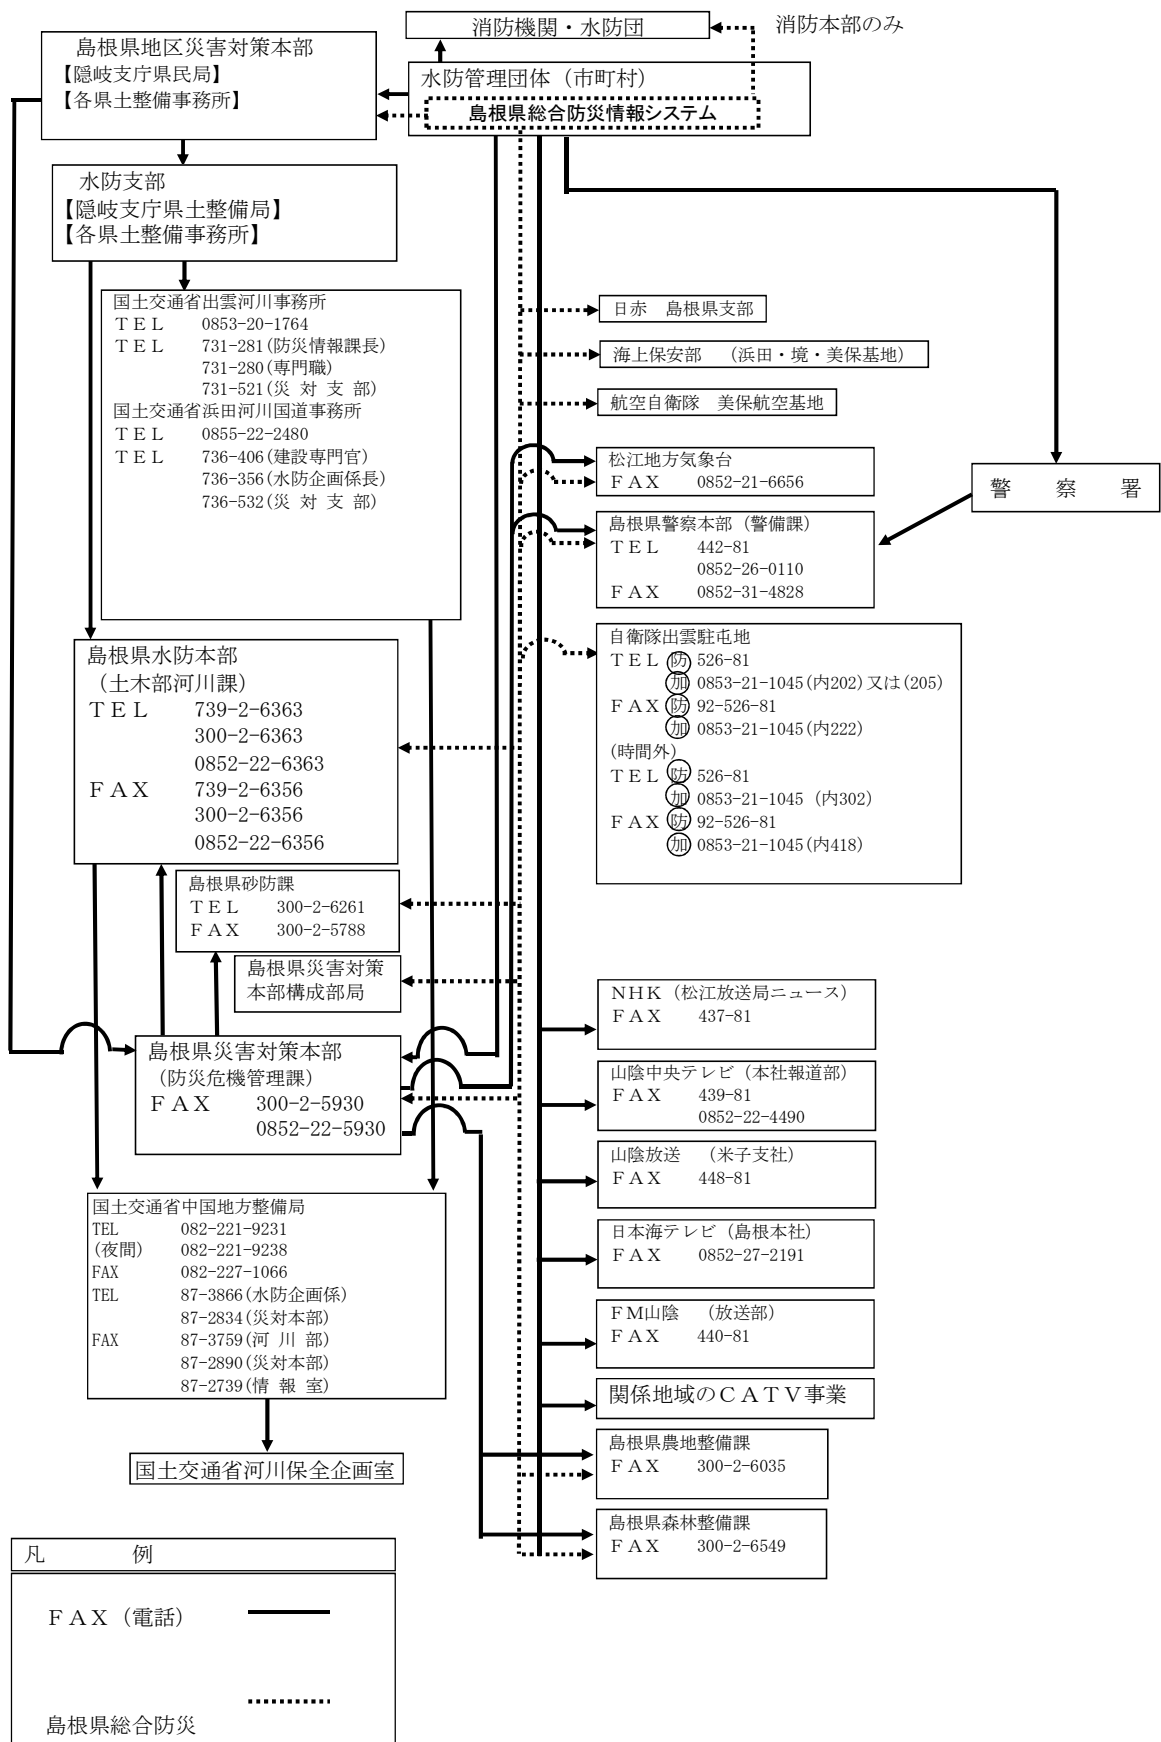 消防機関・水防団
消防本部のみ
島根県地区災害対策本部
【隠岐支庁県民局】
【各県土整備事務所】
水防管理団体（市町村）
島根県総合防災情報システム
水防支部
【隠岐支庁県土整備局】
【各県土整備事務所】
国土交通省出雲河川事務所
ＴＥＬ 0853-20-1764
ＴＥＬ 731-281(防災情報課長)
731-280(専門職)
731-521(災 対 支 部)
国土交通省浜田河川国道事務所
ＴＥＬ 0855-22-2480
ＴＥＬ 736-406(建設専門官)
736-356(水防企画係長)
736-532(災 対 支 部)
日赤　島根県支部
海上保安部　（浜田・境・美保基地）
航空自衛隊　美保航空基地
松江地方気象台
ＦＡＸ 0852-21-6656
警　察　署
島根県警察本部（警備課）
ＴＥＬ 442-81
0852-26-0110
ＦＡＸ 0852-31-4828
自衛隊出雲駐屯地
ＴＥＬ 防 526-81
加 0853-21-1045(内202)又は(205)
ＦＡＸ 防 92-526-81
加 0853-21-1045(内222)
(時間外)
ＴＥＬ 防 526-81
加 0853-21-1045 (内302)
ＦＡＸ 防 92-526-81
加 0853-21-1045(内418)
島根県水防本部
（土木部河川課）
ＴＥＬ 739-2-6363
300-2-6363
0852-22-6363
ＦＡＸ 739-2-6356
300-2-6356
0852-22-6356
島根県砂防課
ＴＥＬ 300-2-6261
ＦＡＸ 300-2-5788
島根県災害対策
本部構成部局
島根県災害対策本部
（防災危機管理課）
ＦＡＸ 300-2-5930
0852-22-5930
ＮＨＫ（松江放送局ニュース）
ＦＡＸ 437-81
山陰中央テレビ（本社報道部）
ＦＡＸ 439-81
0852-22-4490
山陰放送　（米子支社）
ＦＡＸ 448-81
日本海テレビ（島根本社）
ＦＡＸ 0852-27-2191
ＦＭ山陰　（放送部）
ＦＡＸ 440-81
関係地域のＣＡＴＶ事業
島根県農地整備課
ＦＡＸ 300-2-6035
島根県森林整備課
ＦＡＸ 300-2-6549
国土交通省中国地方整備局
TEL 082-221-9231
(夜間) 082-221-9238
FAX 082-227-1066
TEL 87-3866(水防企画係)
87-2834(災対本部)
FAX 87-3759(河 川 部)
87-2890(災対本部)
87-2739(情 報 室)
国土交通省河川保全企画室
凡　　例
ＦＡＸ（電話）
島根県総合防災